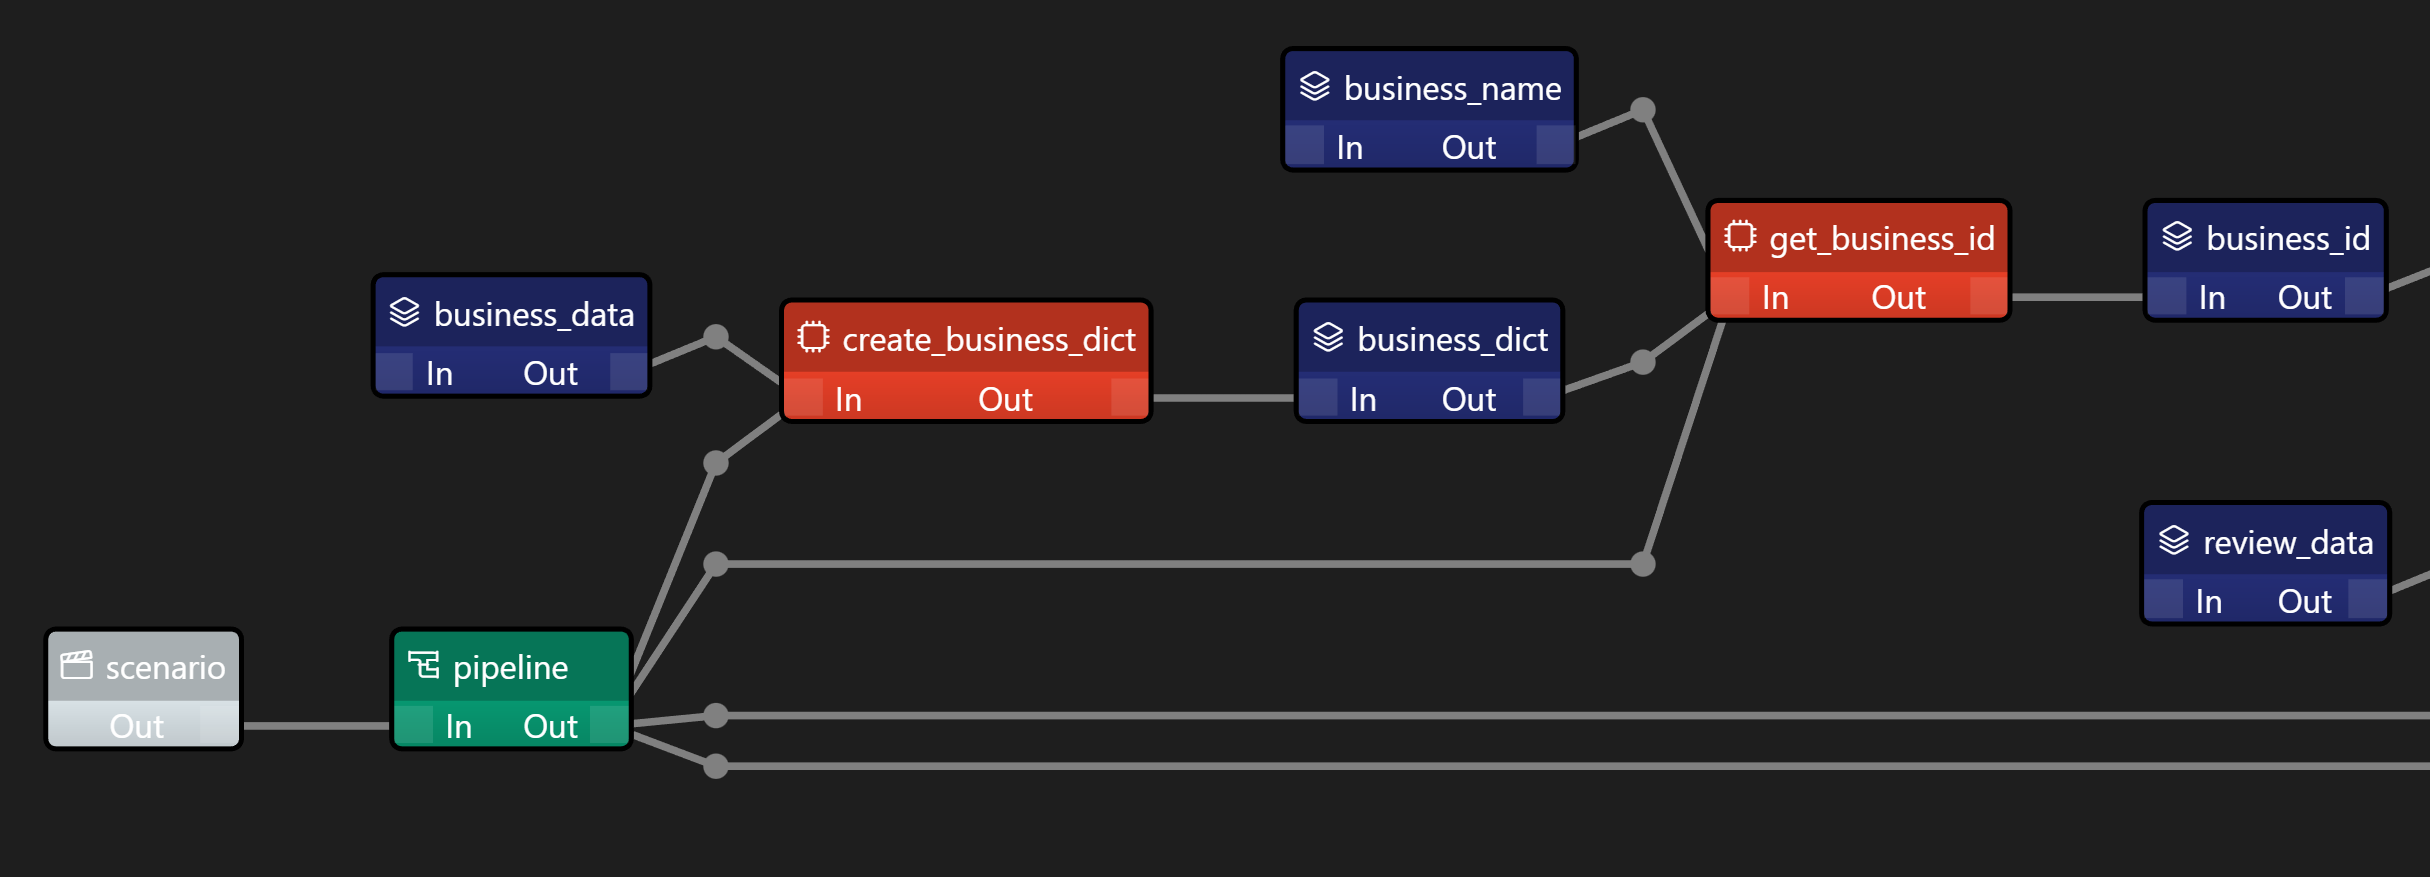 business_name
In Out
get_business_id
In Out
business_id
In Out
business_data
In Out
create_business_dict
In Out
business_dict
In Out
review_data
In Out
scenario
Out
pipeline
In Out